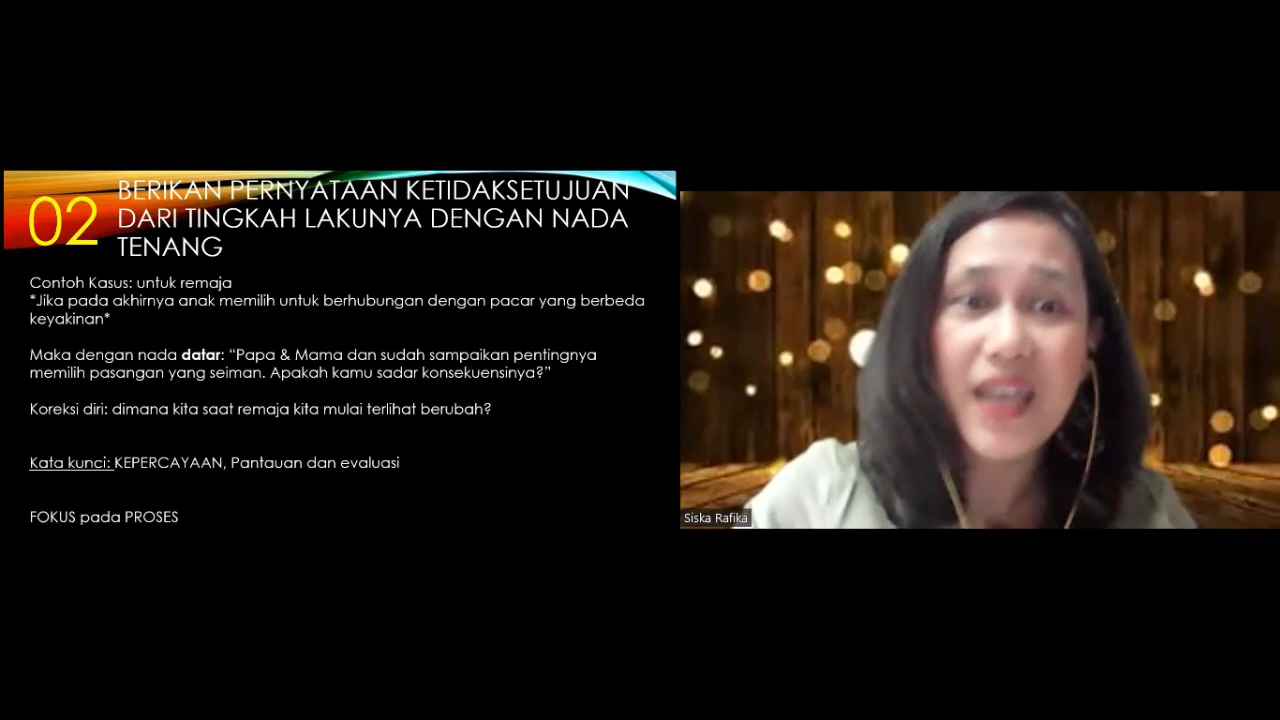 02
BERIKAN PERNYATAAN KETIDAKSETUJUAN
DARI TINGKAH LAKUNYA DENGAN NADA
TENANG
Contoh Kasus: untuk remaja
*Jika pada akhirnya anak memilih untuk berhubungan dengan pacar yang berbeda
keyakinan*
Maka dengan nada datar: “Papa & Mama dan sudah sampaikan pentingnya
memilih pasangan yang seiman. Apakah kamu sadar konsekuensinya?”
Koreksi diri: dimana kita saat remaja kita mulai terlihat berubah?
Kata kunci: KEPERCAYAAN, Pantauan dan evaluasi
FOKUS pada PROSES
Siska Rafika